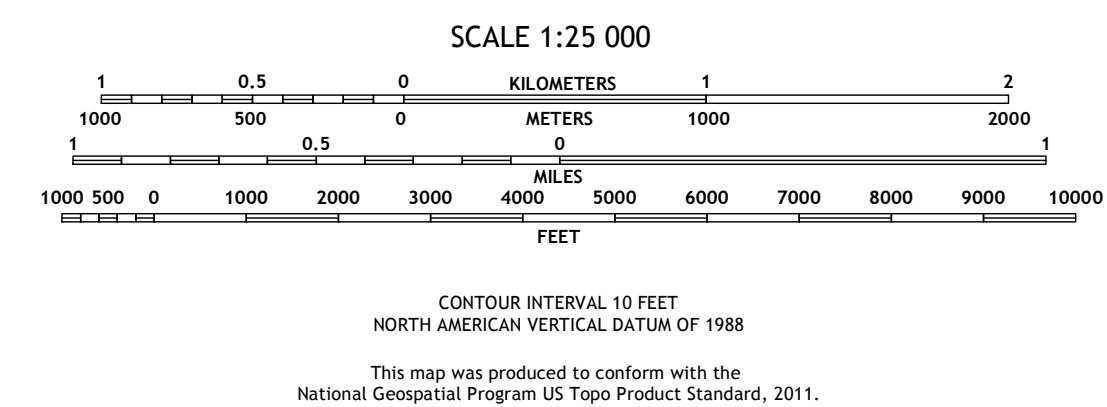 SCALE 1:25 000
1 0.5 0 KILOMETERS 1 2
1000 500 0 METERS 1000 2000
1 0.5 0 1
MILES
1000 500 0 1000 2000 3000 4000 5000 6000 7000 8000 9000 10000
FEET
CONTOUR INTERVAL 10 FEET
NORTH AMERICAN VERTICAL DATUM OF 1988
This map was produced to conform with the
National Geospatial Program US Topo Product Standard, 2011.